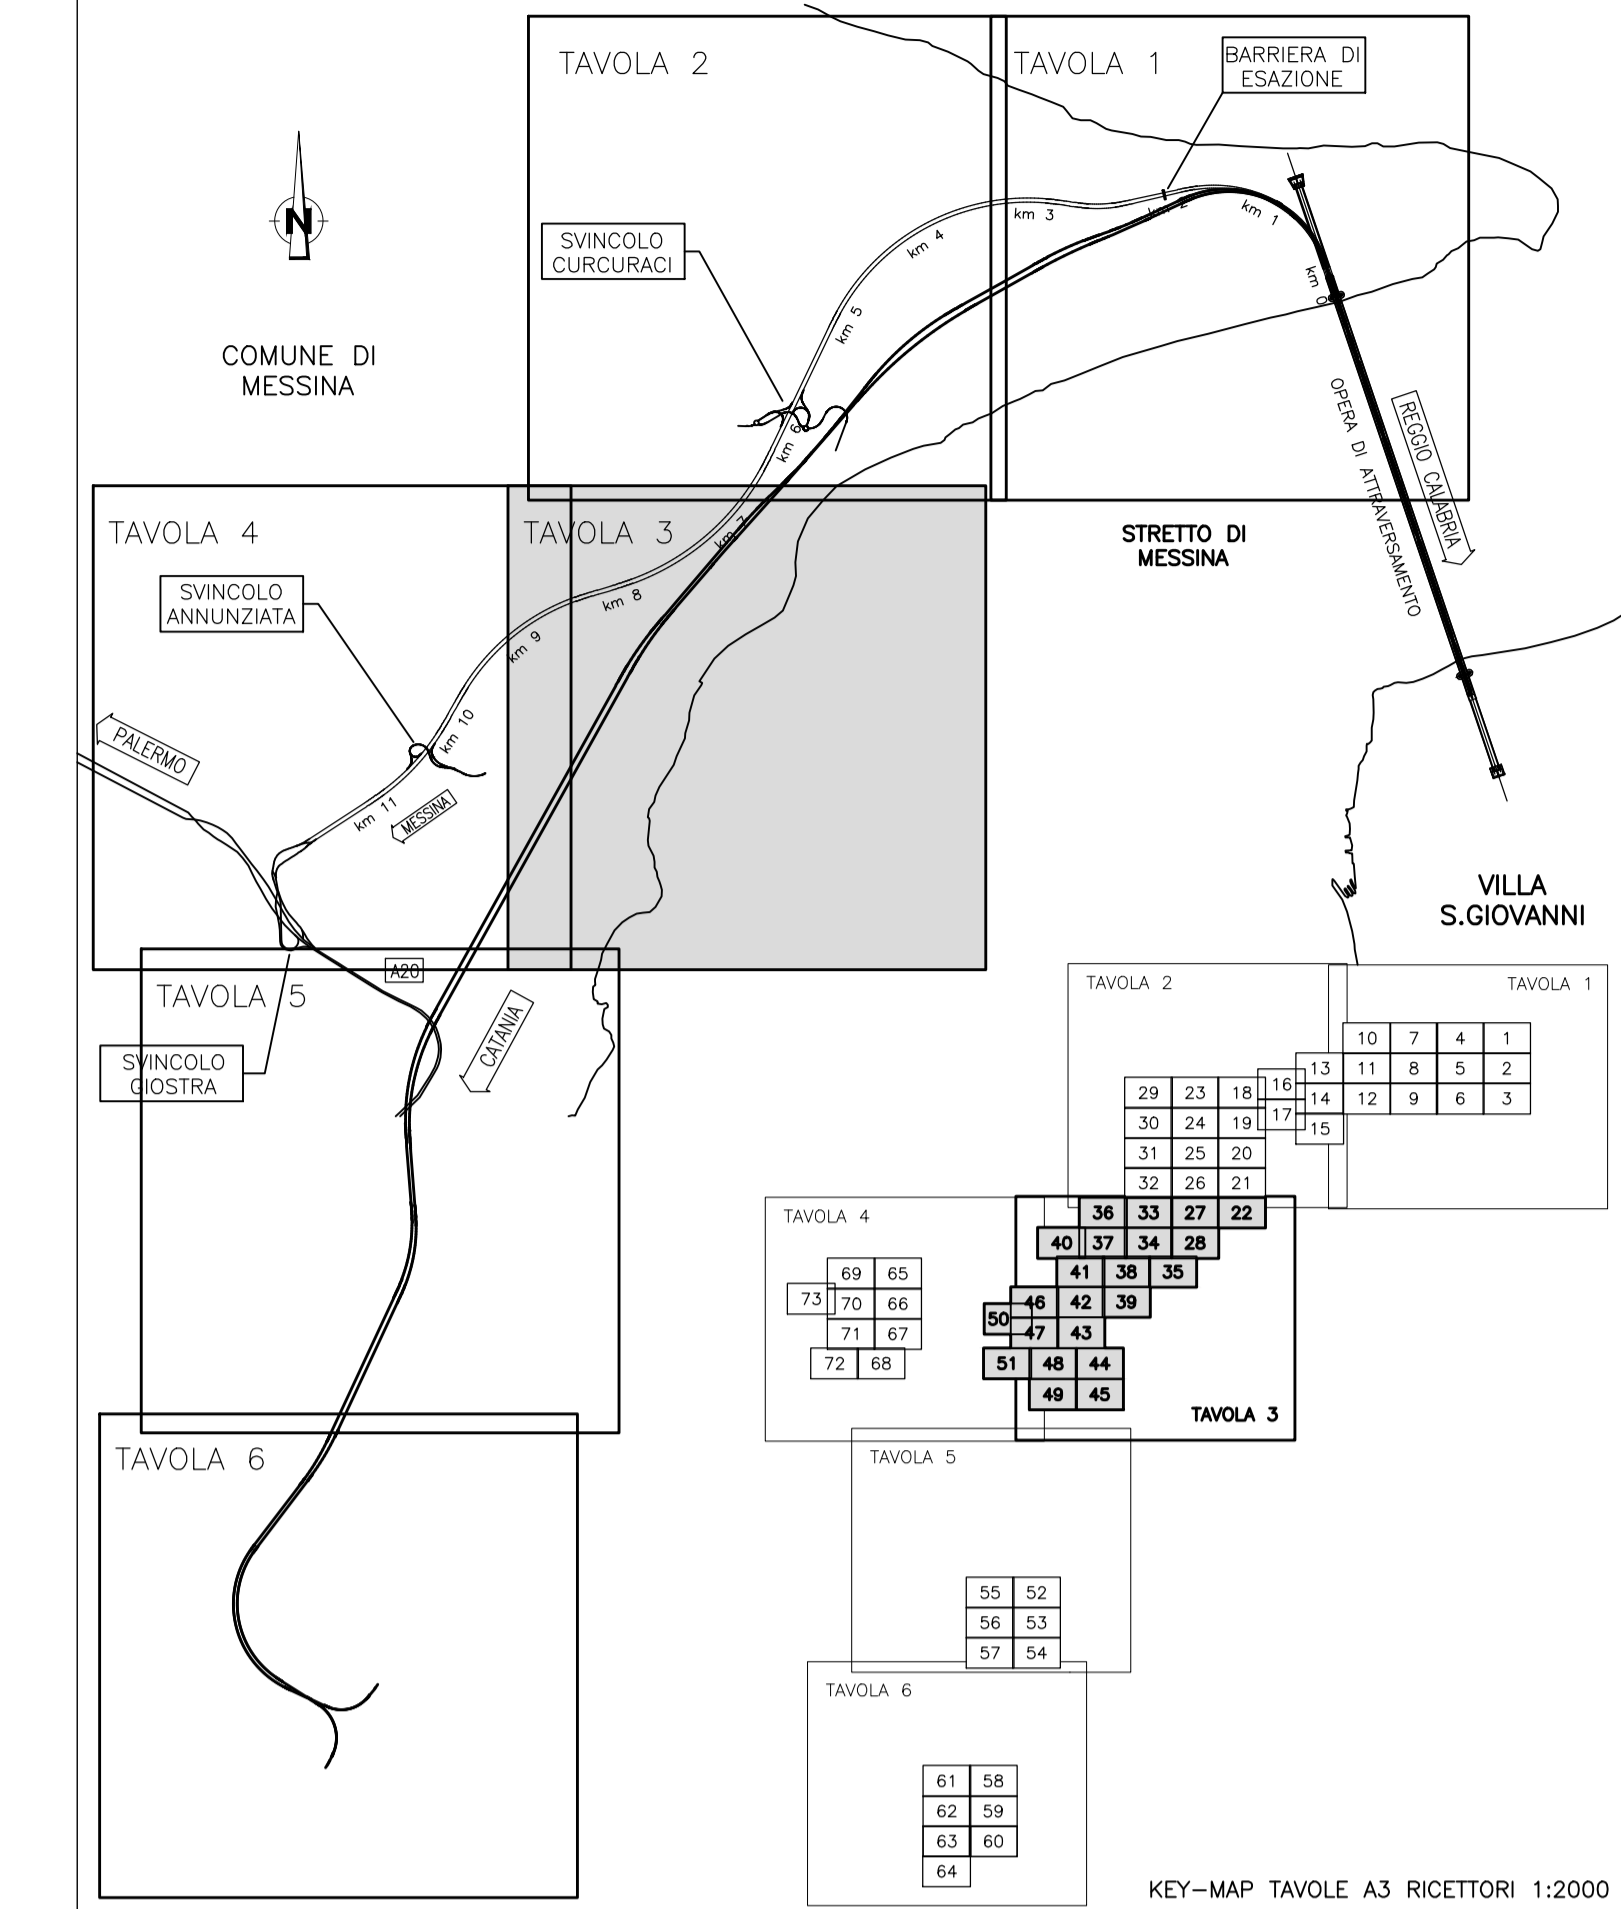 TAVOLA 2
TAVOLA 1
BARRIERA DI
ESAZIONE
N
SVINCOLO
CURCURACI
COMUNE DI
MESSINA
km 0
km 1
km 2
km 3
km 4
km 5
km 6
OPERA DI ATTRAVERSAMENTO
REGGIO CALABRIA
TAVOLA 4
TAVOLA 3
STRETTO DI
MESSINA
km 7
km 8
km 9
km 10
km 11
SVINCOLO
ANNUNZIATA
PALERMO
MESSINA
VILLA
S.GIOVANNI
A20
TAVOLA 5
CATANIA
SVINCOLO
GIOSTRA
TAVOLA 6
TAVOLA 2
TAVOLA 1
10 7 4 1
13 11 8 5 2
16 14 12 9 6 3
17 15
29 23 18
30 24 19
31 25 20
32 26 21
TAVOLA 4
36 33 27 22
40 37 34 28
41 38 35
46 42 39
50 47 43
51 48 44
49 45
TAVOLA 3
69 65
73 70 66
71 67
72 68
TAVOLA 5
55 52
56 53
57 54
TAVOLA 6
61 58
62 59
63 60
64
KEY-MAP TAVOLE A3 RICETTORI 1:2000